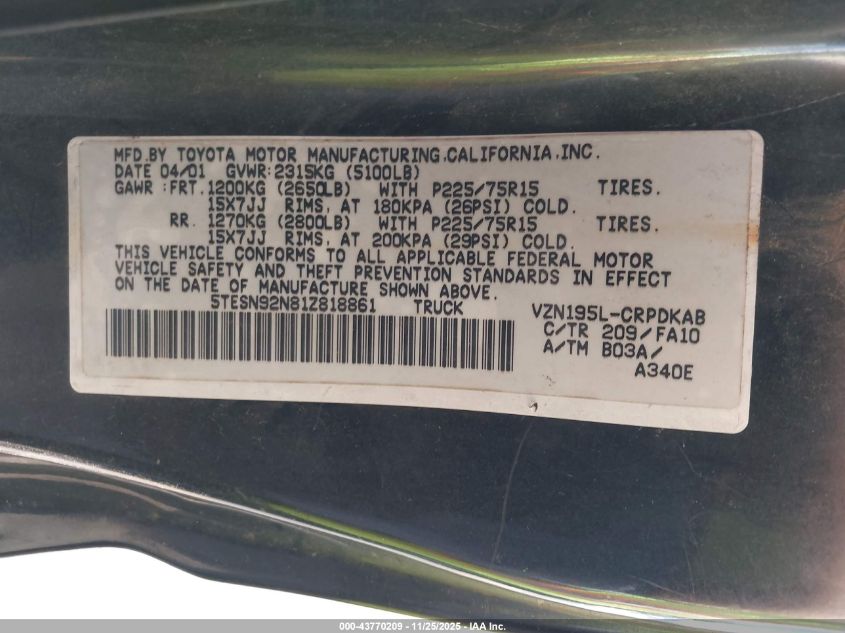 MFD.BY TOYOTA MOTOR MANUFACTURING,CALIFORNIA,INC.
DATE 04/01 GVWR:2315KG (5100LB)
GAWR :FRT.1200KG (2650LB) WITH P225/75R15 TIRES.
15X7JJ RIMS, AT 180KPA (26PSI) COLD.
RR. 1270KG (2800LB) WITH P225/75R15 TIRES.
15X7JJ RIMS, AT 200KPA (29PSI) COLD.
THIS VEHICLE CONFORMS TO ALL APPLICABLE FEDERAL MOTOR
VEHICLE SAFETY AND THEFT PREVENTION STANDARDS IN EFFECT
ON THE DATE OF MANUFACTURE SHOWN ABOVE.
5TESN92N81Z818861 TRUCK VZN195L-CRPDKAB
C/TR 209/FA10
A/TM B03A/
A340E
000-43770209 - 11/25/2025 - IAA Inc.